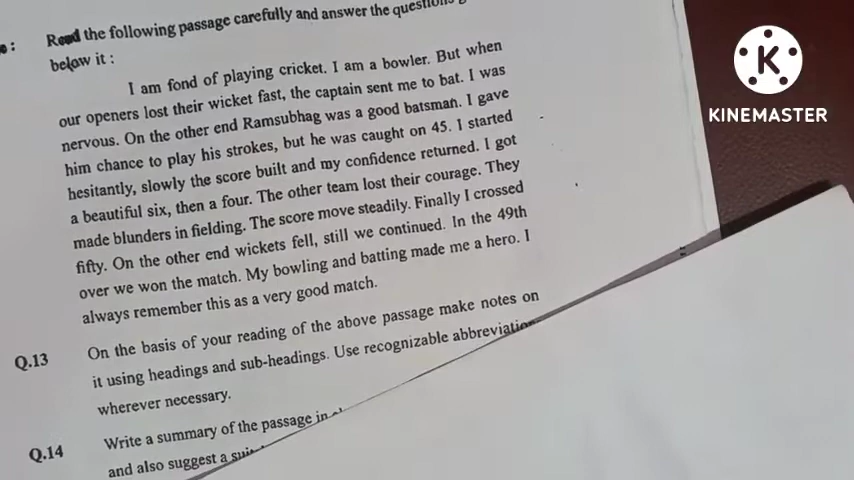 Read the following passage carefully and answer the questions
below it :
I am fond of playing cricket. I am a bowler. But when
our openers lost their wicket fast, the captain sent me to bat. I was
nervous. On the other end Ramsubhag was a good batsman. I gave
him chance to play his strokes, but he was caught on 45. I started
hesitantly, slowly the score built and my confidence returned. I got
a beautiful six, then a four. The other team lost their courage. They
made blunders in fielding. The score move steadily. Finally I crossed
fifty. On the other end wickets fell, still we continued. In the 49th
over we won the match. My bowling and batting made me a hero. I
always remember this as a very good match.
Q.13 On the basis of your reading of the above passage make notes on
it using headings and sub-headings. Use recognizable abbreviation
wherever necessary.
Q.14 Write a summary of the passage in
and also suggest a
K
KINEMASTER